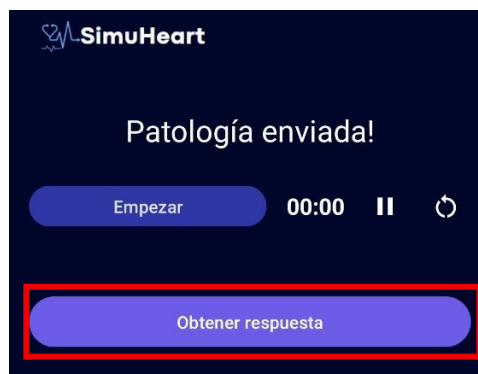 SimuHeart
Patología enviada!
Empezar 00:00
Obtener respuesta